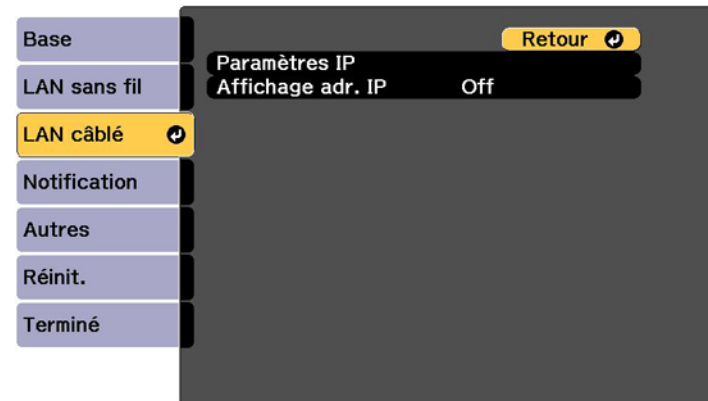 Base
LAN sans fil
LAN câblé
Notification
Autres
Réinit.
Terminé
Retour
Paramètres IP
Affichage adr. IP Off